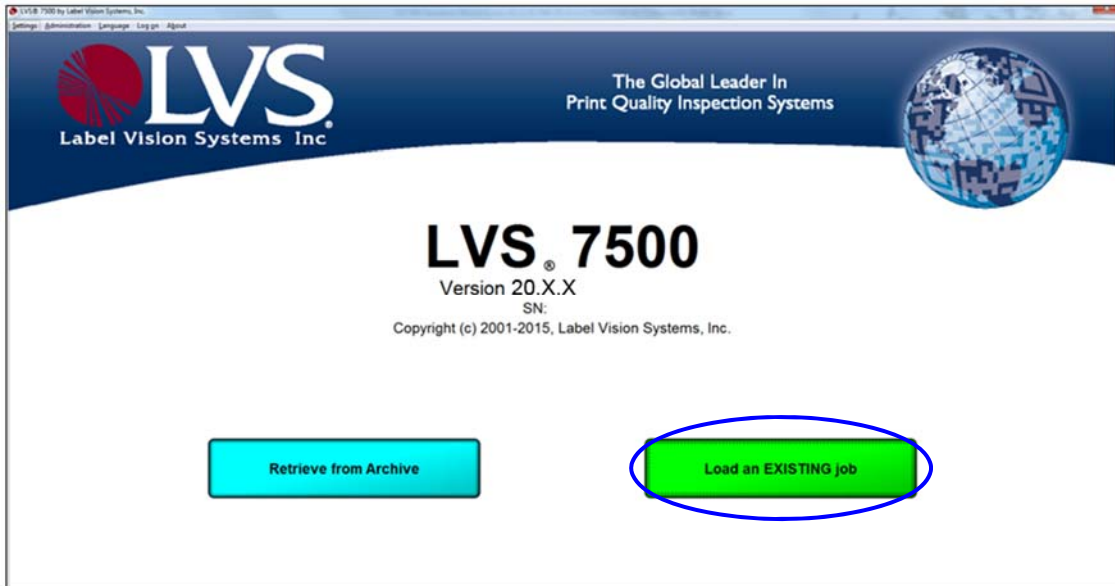 LVS® 7500 by Label Vision Systems, Inc.
Settings Administration Language Log on About
LVS®
Label Vision Systems Inc
The Global Leader In
Print Quality Inspection Systems
LVS® 7500
Version 20.X.X
SN:
Copyright (c) 2001-2015, Label Vision Systems, Inc.
Retrieve from Archive
Load an EXISTING job